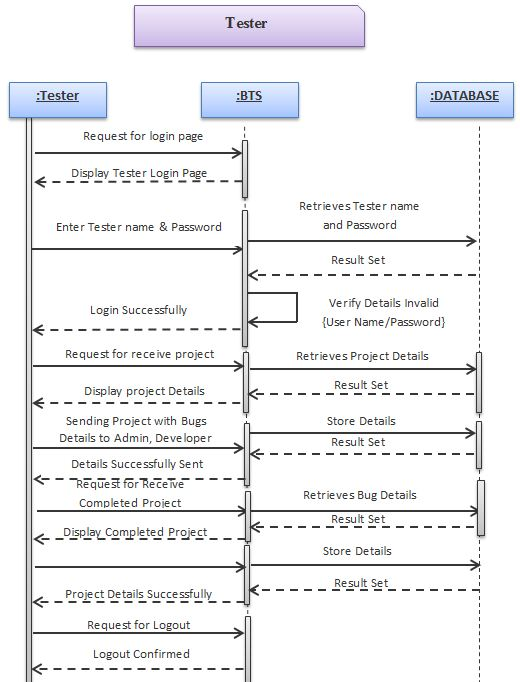 Tester
:Tester
:BTS
:DATABASE
Request for login page
Display Tester Login Page
Retrieves Tester name
and Password
Enter Tester name & Password
Result Set
Verify Details Invalid
{User Name/Password}
Login Successfully
Request for receive project
Retrieves Project Details
Result Set
Display project Details
Sending Project with Bugs
Details to Admin, Developer
Store Details
Result Set
Details Successfully Sent
Request for Receive
Completed Project
Retrieves Bug Details
Result Set
Display Completed Project
Store Details
Result Set
Project Details Successfully
Request for Logout
Logout Confirmed